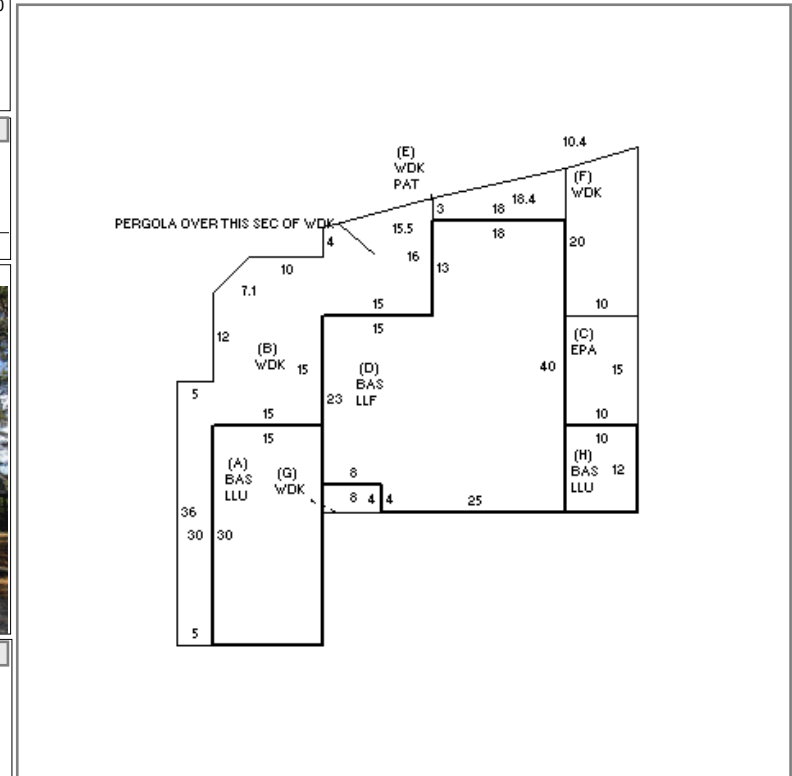 10.4
(E)
WDK
PAT
(F)
WDK
3
18
18.4
PERGOLA OVER THIS SEC OF WDK
4
15.5
18
20
16
10
13
7.1
15
10
12
15
(C)
EPA
(B)
WDK
15
(D)
BAS
LLF
40
15
5
23
15
10
15
10
(A)
BAS
LLU
(G)
WDK
8
(H)
BAS
LLU
12
8
4
4
25
36
30
30
5